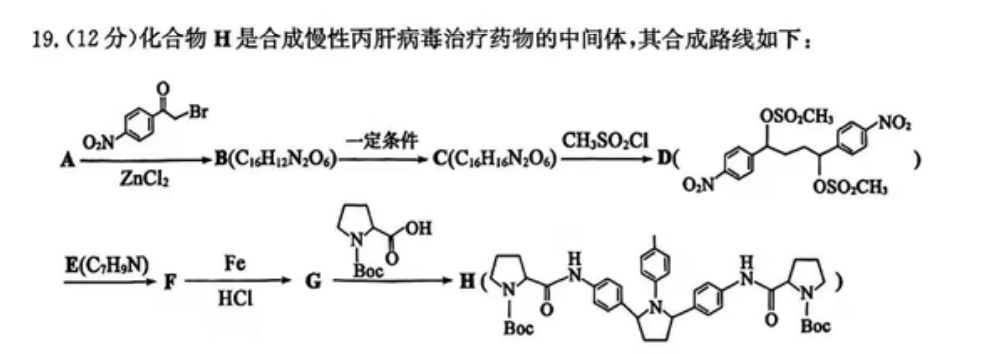 19.(12分)化合物 H 是合成慢性丙肝病毒治疗药物的中间体,其合成路线如下:
O
Br
O₂N
A
ZnCl₂
B(C₁₆H₁₂N₂O₆)
一定条件
C(C₁₆H₁₆N₂O₆)
CH₃SO₂Cl
D(
OSO₂CH₃
NO₂
O₂N
OSO₂CH₃
)
E(C₇H₉N)
F
Fe
HCl
G
N
OH
O
Boc
H(
N
Boc
O
H
N
N
H
N
O
N
Boc
)